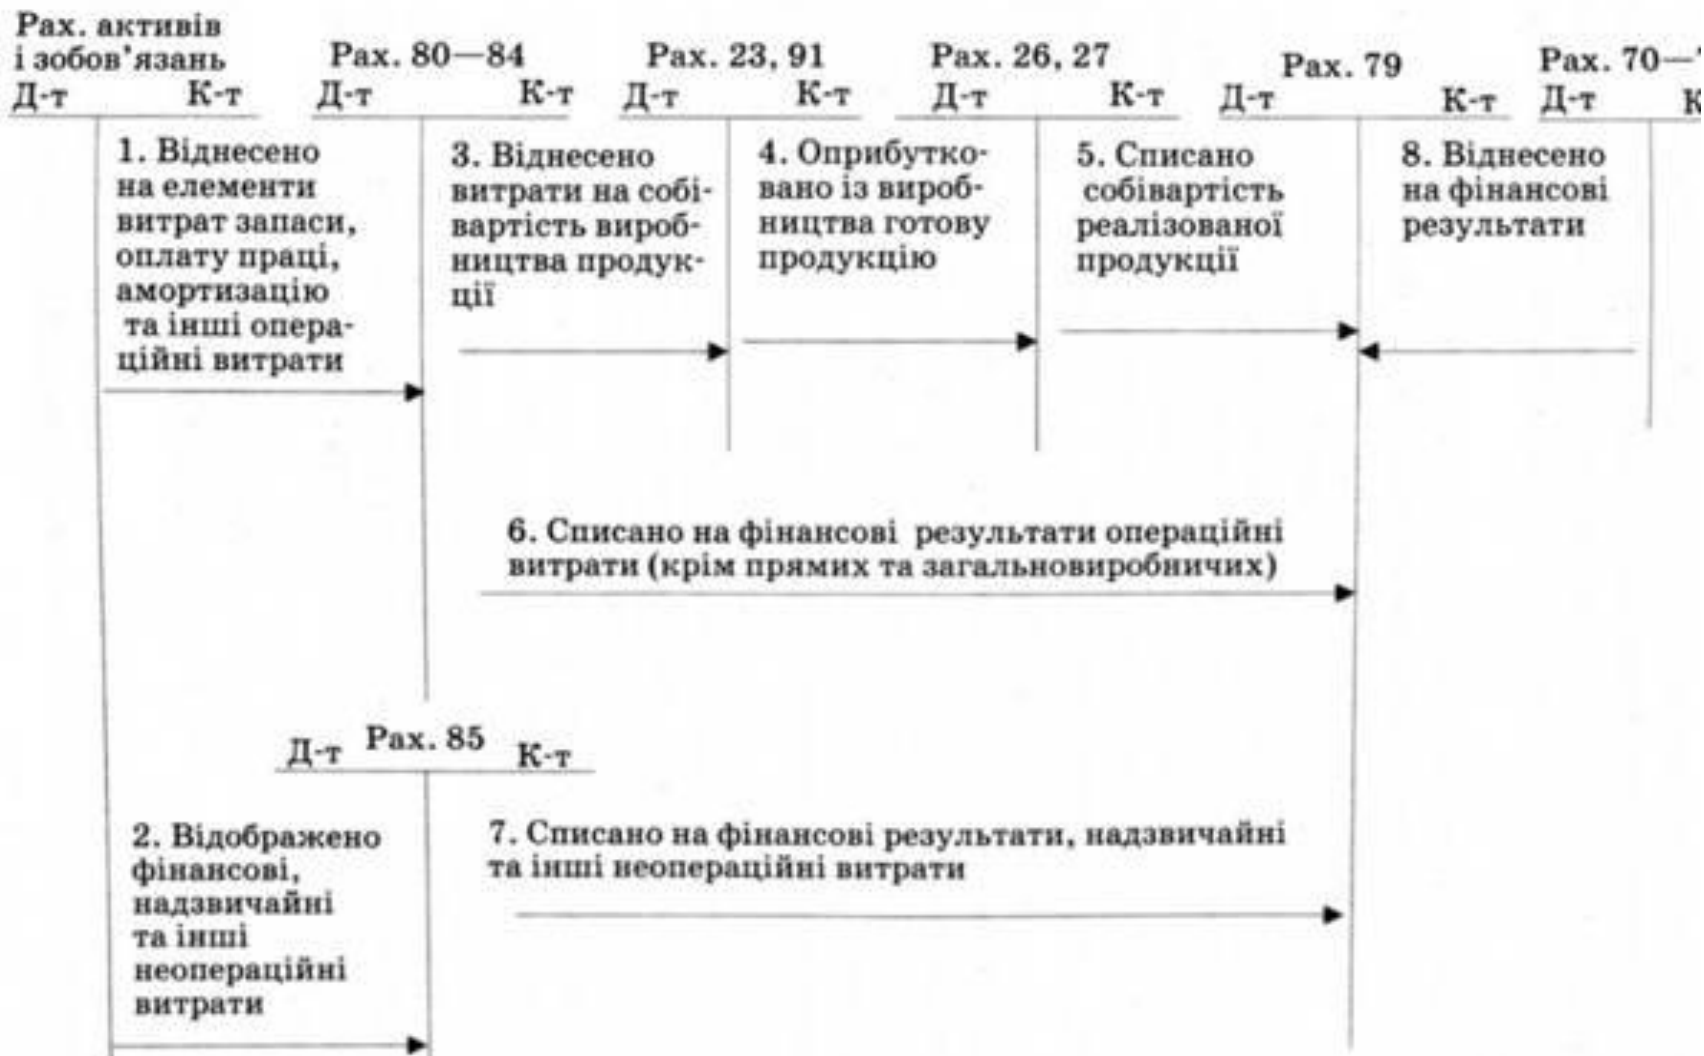 Рах. активів
і зобов'язань
Д-т К-т
Рах. 80—84
Д-т К-т
Рах. 23, 91
Д-т К-т
Рах. 26, 27
Д-т К-т
Рах. 79
Д-т К-т
Рах. 70—
Д-т К
1. Віднесено
на елементи
витрат запаси,
оплату праці,
амортизацію
та інші опера-
ційні витрати
3. Віднесено
витрати на собі-
вартість вироб-
ництва продук-
ції
4. Оприбутко-
вано із вироб-
ництва готову
продукцію
5. Списано
собівартість
реалізованої
продукції
8. Віднесено
на фінансові
результати
6. Списано на фінансові результати операційні
витрати (крім прямих та загальновиробничих)
Д-т Рах. 85 К-т
2. Відображено
фінансові,
надзвичайні
та інші
неопераційні
витрати
7. Списано на фінансові результати, надзвичайні
та інші неопераційні витрати